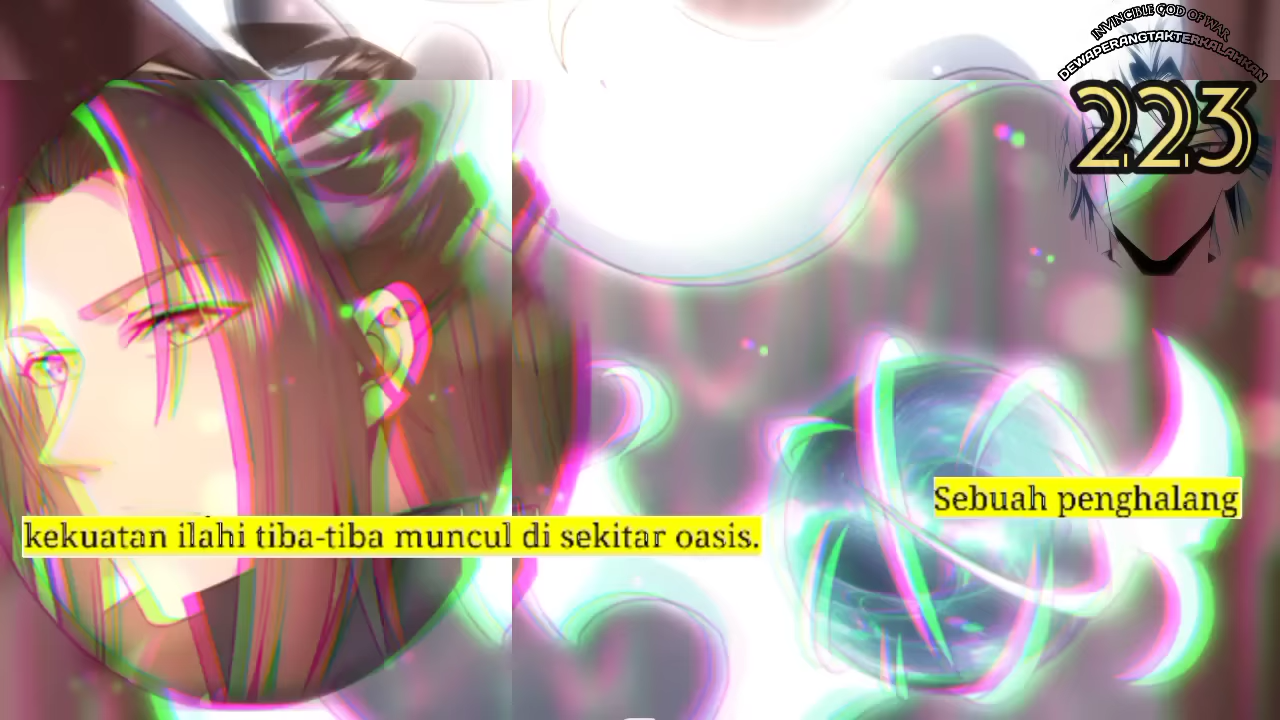 INVINCIBLE GOD OF WAR
DEWAPERANGTAKTERKALAHKAN
223
Sebuah penghalang
kekuatan ilahi tiba-tiba muncul di sekitar oasis.